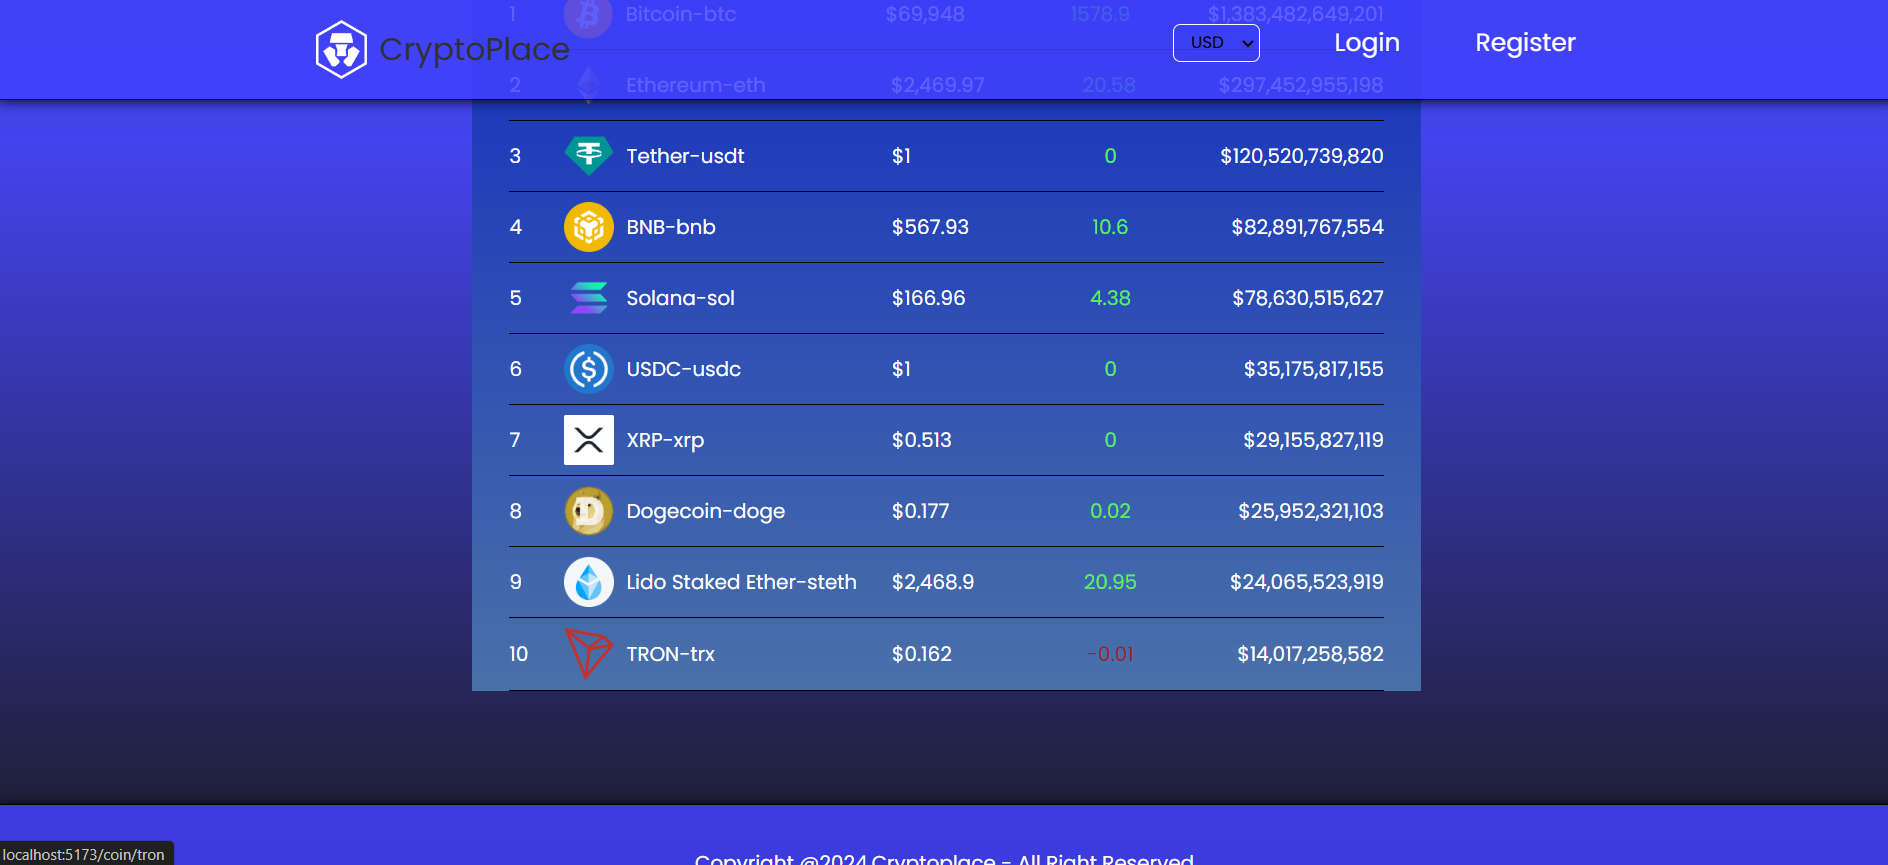 1 Bitcoin-btc $69,948 1578.9 $1,383,482,649,201
CryptoPlace USD Login Register
2 Ethereum-eth $2,469.97 20.58 $297,452,955,198
3 Tether-usdt $1 0 $120,520,739,820
4 BNB-bnb $567.93 10.6 $82,891,767,554
5 Solana-sol $166.96 4.38 $78,630,515,627
6 USDC-usdc $1 0 $35,175,817,155
7 XRP-xrp $0.513 0 $29,155,827,119
8 Dogecoin-doge $0.177 0.02 $25,952,321,103
9 Lido Staked Ether-steth $2,468.9 20.95 $24,065,523,919
10 TRON-trx $0.162 -0.01 $14,017,258,582
localhost:5173/coin/tron
Copyright @2024 Cryptoplace - All Right Reserved